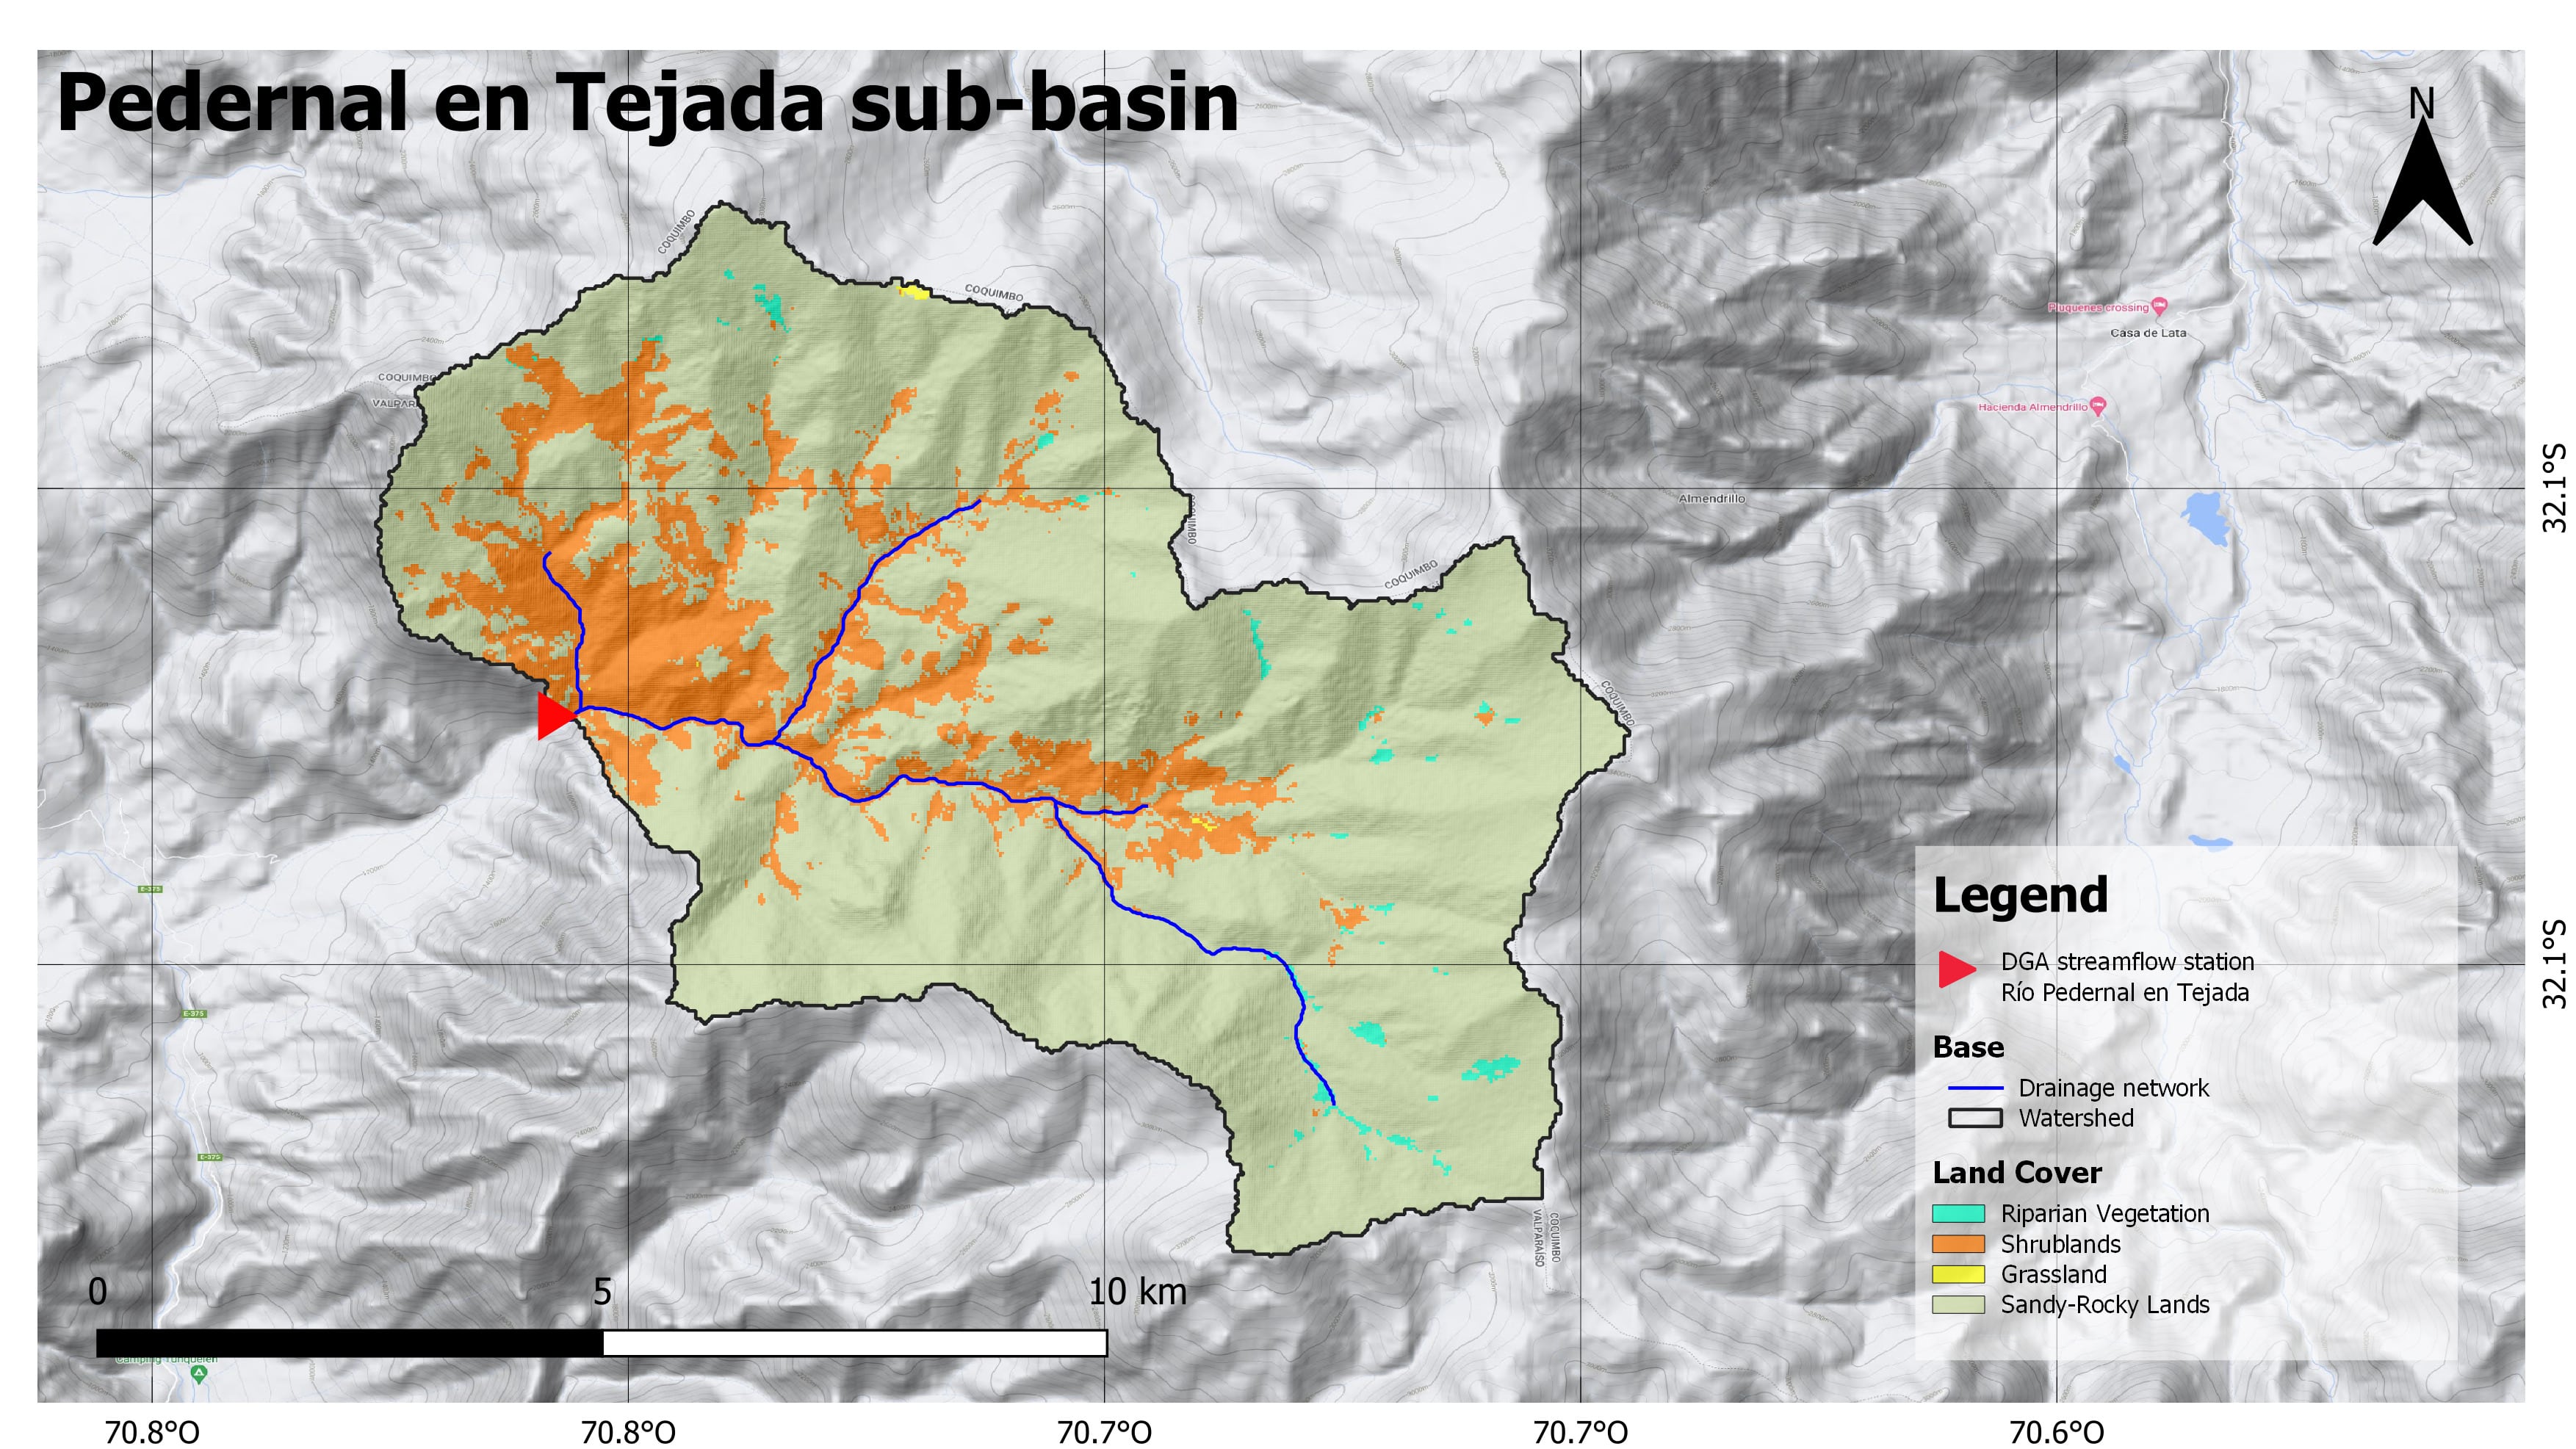 Pedernal en Tejada sub-basin
N
COQUIMBO
COQUIMBO
Pluquenes crossing
Casa de Lata
COQUIMBO
VALPAR
Hacienda Almendrillo
Almendrillo
32.1°S
COQUIMBO
COQUIMBO
COQUIMBO
E-375
E-375
E-375
32.1°S
Legend
DGA streamflow station
Río Pedernal en Tejada
Base
Drainage network
Watershed
Land Cover
Riparian Vegetation
Shrublands
Grassland
Sandy-Rocky Lands
COQUIMBO
VALPARAÍSO
0 5 10 km
Camping Tunquelen
70.8°O 70.8°O 70.7°O 70.7°O 70.6°O